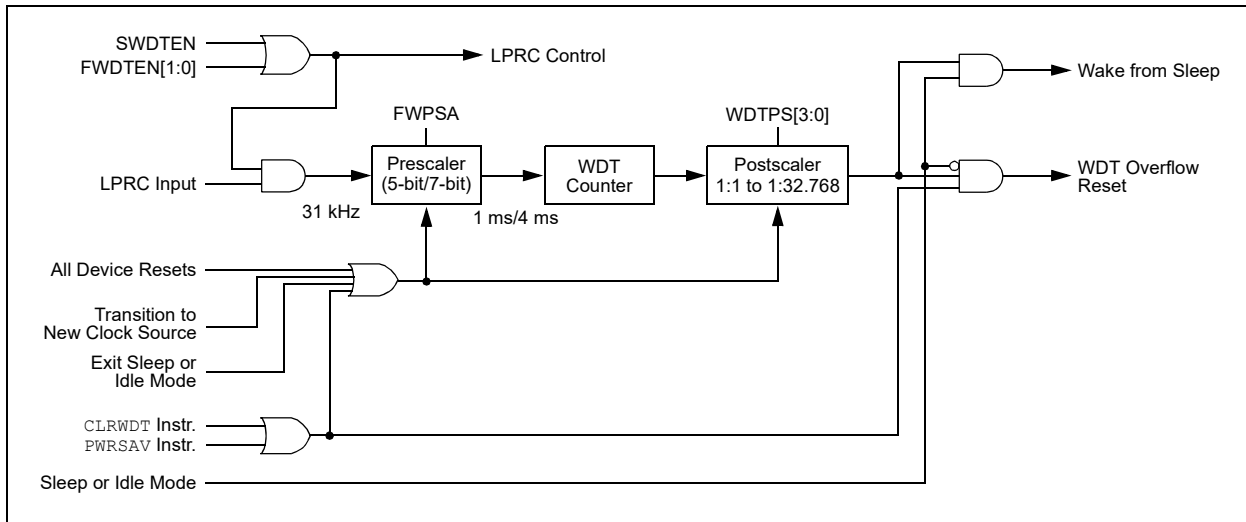 SWDTEN
FWDTEN[1:0]
LPRC Control
Wake from Sleep
FWPSA
WDTPS[3:0]
LPRC Input
Prescaler
(5-bit/7-bit)
WDT
Counter
Postscaler
1:1 to 1:32.768
WDT Overflow
Reset
31 kHz
1 ms/4 ms
All Device Resets
Transition to
New Clock Source
Exit Sleep or
Idle Mode
CLRWDT Instr.
PWRSAV Instr.
Sleep or Idle Mode